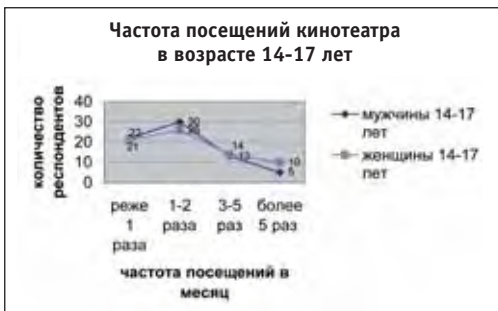 Частота посещений кинотеатра
в возрасте 14-17 лет
количество
респондентов
40
30
20
10
0
22
21
30
14
13
10
5
мужчины 14-17
лет
женщины 14-17
лет
реже
1
раза
1-2
раза
3-5
раз
более
5 раз
частота посещений в
месяц